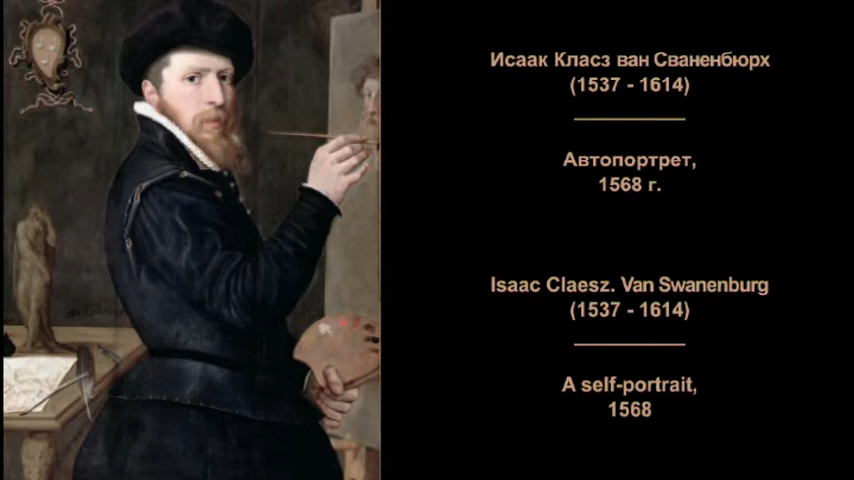 Исаак Класз ван Сваненбюрх
(1537 - 1614)
Автопортрет,
1568 г.
Isaac Claesz. Van Swanenburg
(1537 - 1614)
A self-portrait,
1568